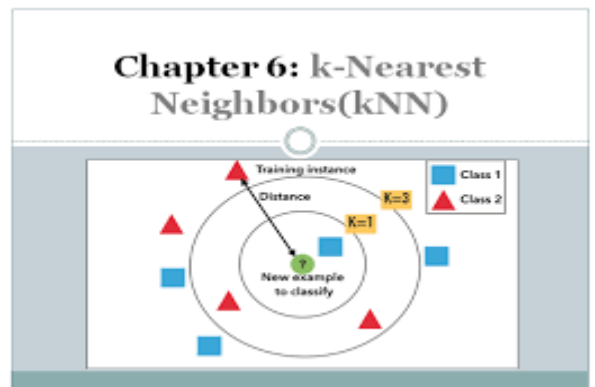 Chapter 6: k-Nearest
Neighbors(kNN)
Training instance
Class 1
Distance
K=3
Class 2
K=1
?
New example
to classify